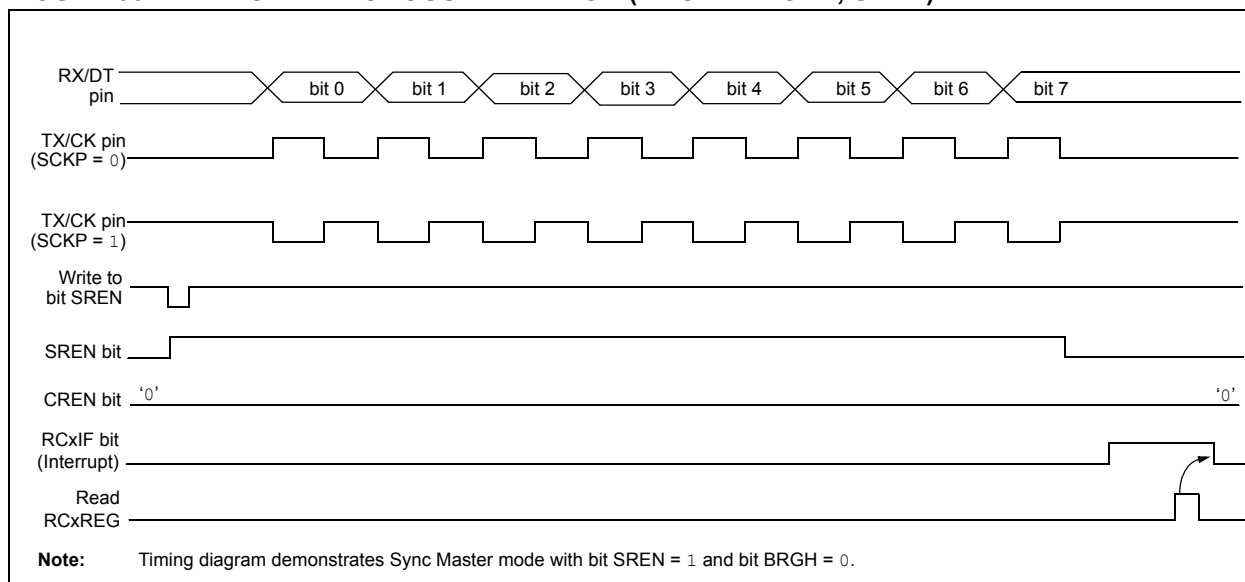 RX/DT
pin
bit 0 bit 1 bit 2 bit 3 bit 4 bit 5 bit 6 bit 7
TX/CK pin
(SCKP = 0)
TX/CK pin
(SCKP = 1)
Write to
bit SREN
SREN bit
CREN bit ‘0’ ‘0’
RCxIF bit
(Interrupt)
Read
RCxREG
Note: Timing diagram demonstrates Sync Master mode with bit SREN = 1 and bit BRGH = 0.